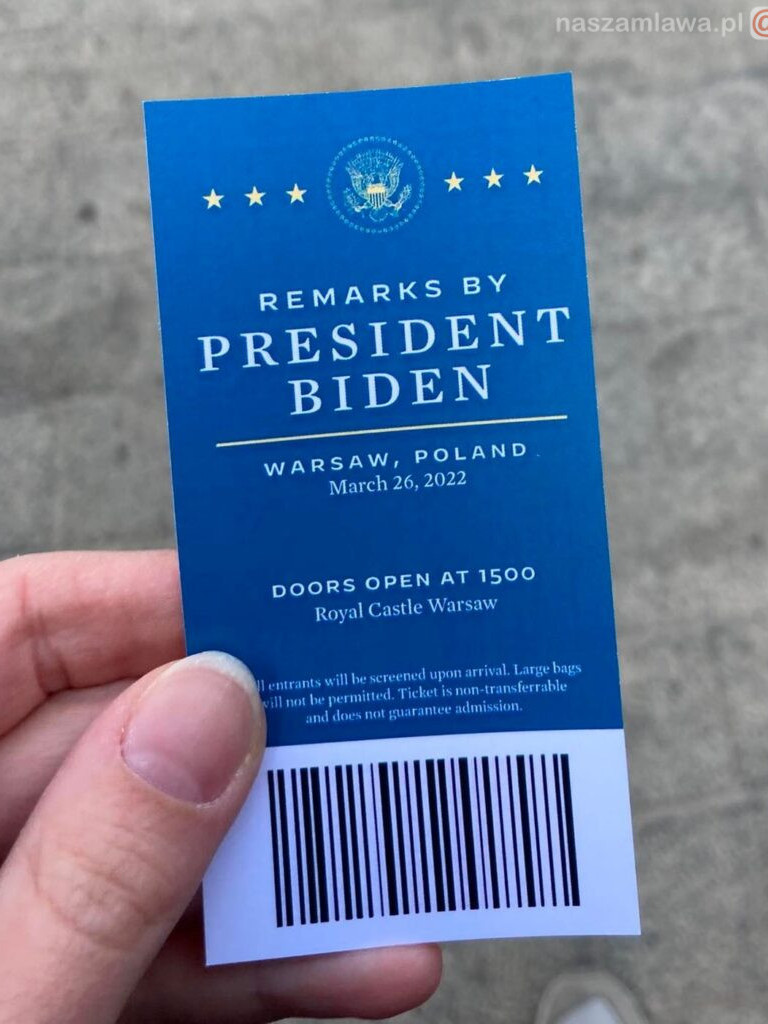 naszamlawa.pl
REMARKS BY
PRESIDENT
BIDEN
WARSAW, POLAND
March 26, 2022
DOORS OPEN AT 1500
Royal Castle Warsaw
entrants will be screened upon arrival. Large bags
will not be permitted. Ticket is non-transferrable
and does not guarantee admission.